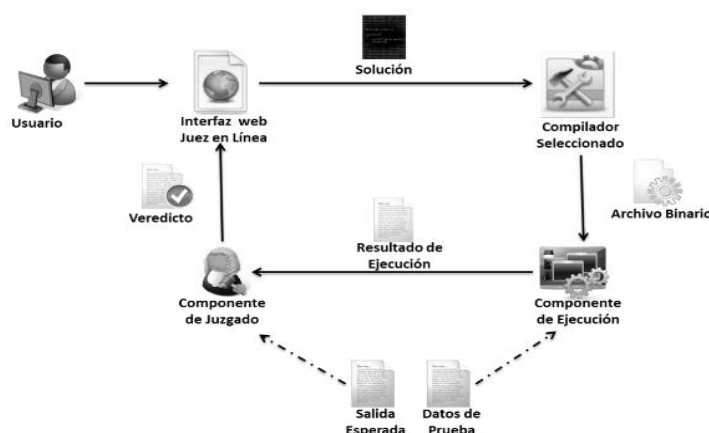 Solución
Usuario
Interfaz web
Juez en Línea
Compilador
Seleccionado
Veredicto
Archivo Binario
Resultado de
Ejecución
Componente
de Juzgado
Componente
de Ejecución
Salida
Esperada
Datos de
Prueba